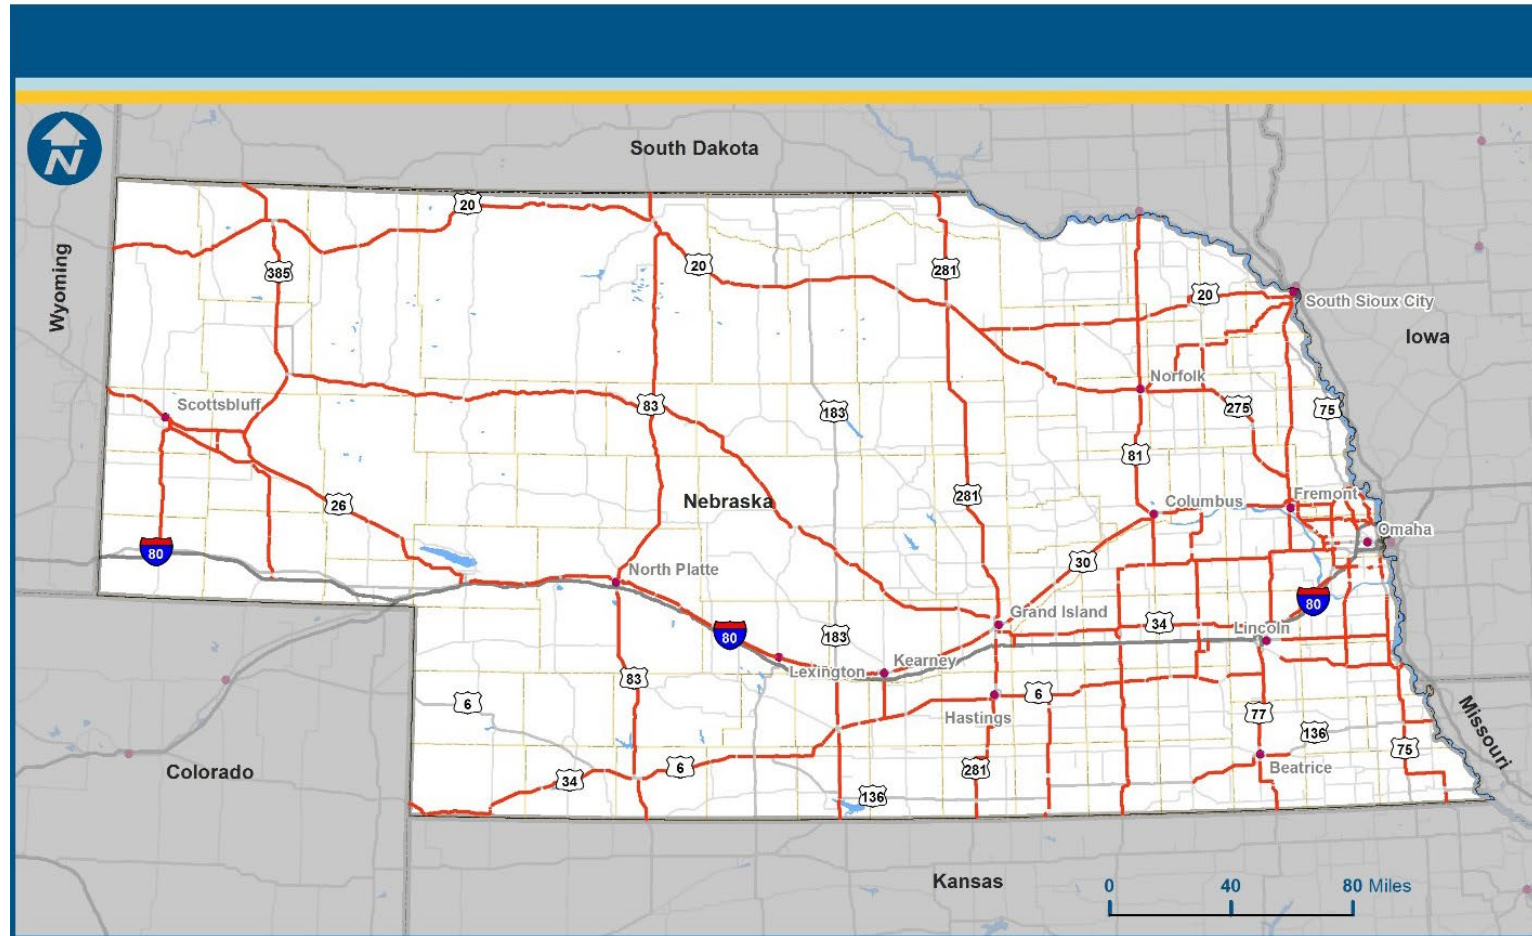 N
South Dakota
Wyoming
20
385
20
281
20
South Sioux City
Iowa
Norfolk
Scottsbluff
83
183
275
75
81
26
Nebraska
281
Columbus
Fremont
Omaha
80
North Platte
30
80
Grand Island
34
Lincoln
80
183
Lexington
Kearney
83
6
Hastings
6
77
136
Missouri
75
Beatrice
Colorado
34
6
281
136
Kansas
0 40 80 Miles